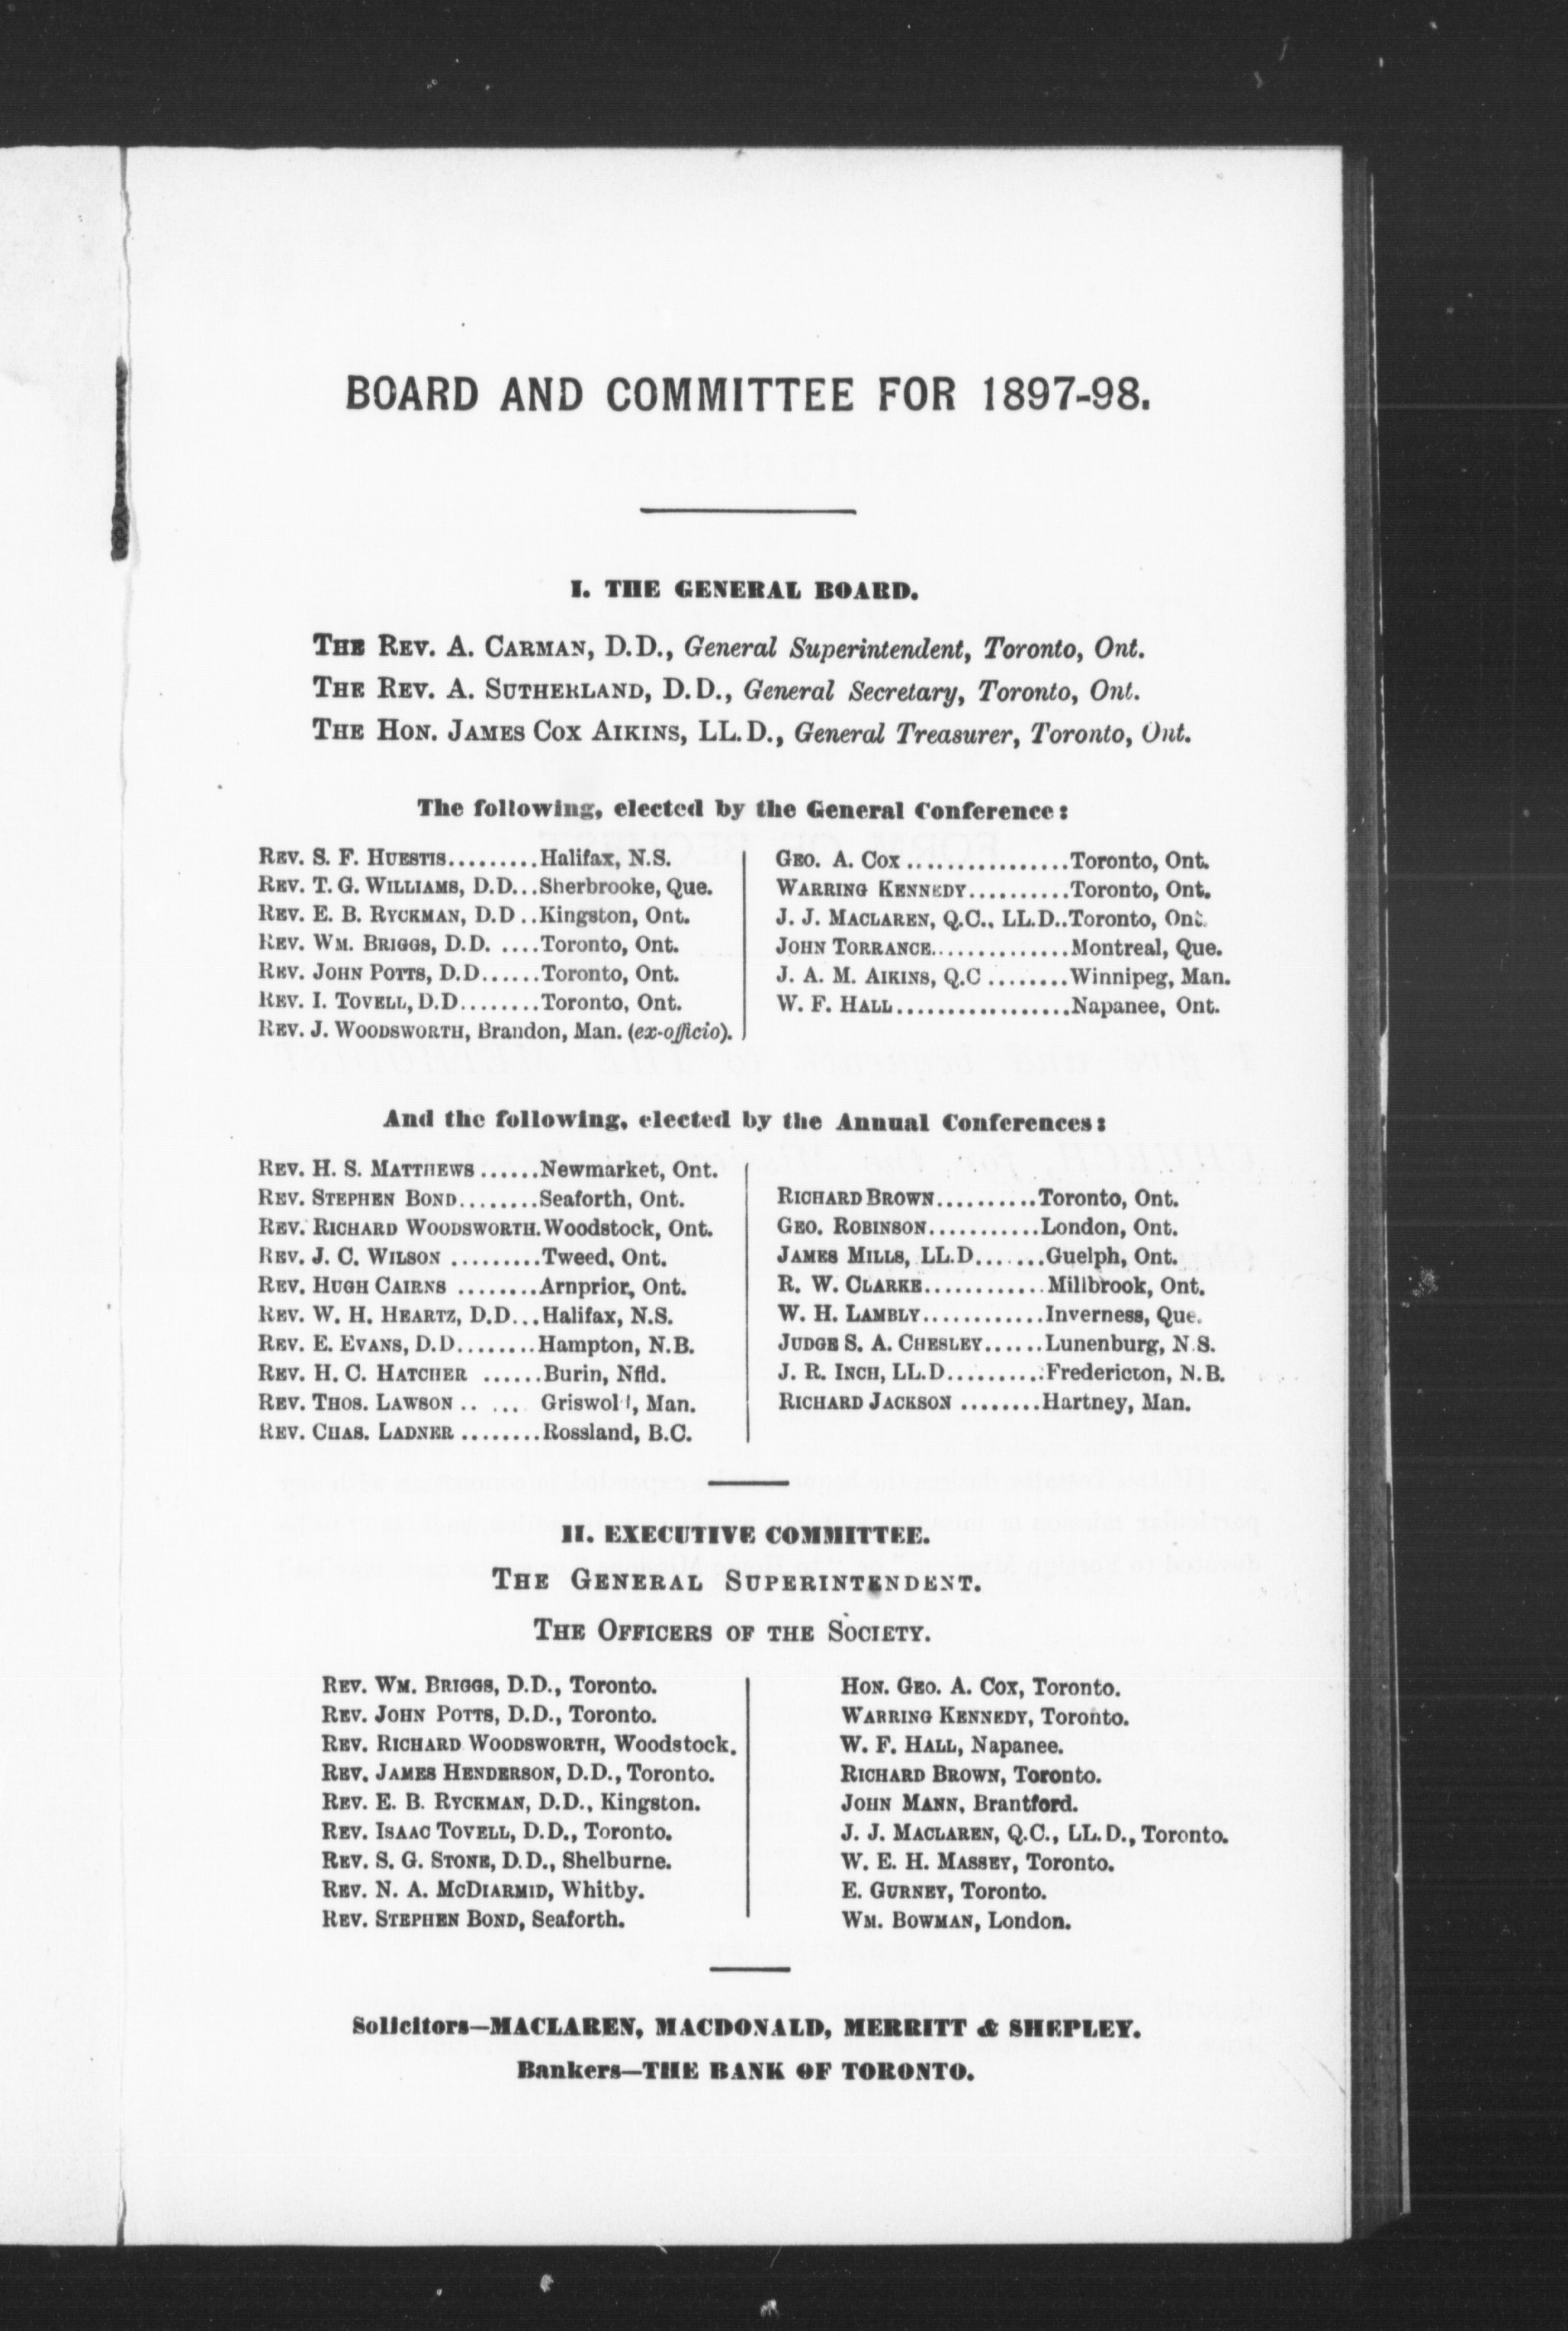 BOARD AND COMMITTEE FOR 1897-98.
I. THE GENERAL BOARD.
THE REV. A. CARMAN, D.D., General Superintendent, Toronto, Ont.
THE REV. A. SUTHERLAND, D.D., General Secretary, Toronto, Ont.
THE HON. JAMES COX AIKINS, LL.D., General Treasurer, Toronto, Ont.
The following, elected by the General Conference:
REV. S. F. HUESTIS.........Halifax, N.S.
REV. T. G. WILLIAMS, D.D...Sherbrooke, Que.
REV. E. B. RYCKMAN, D.D..Kingston, Ont.
REV. WM. BRIGGS, D.D. ....Toronto, Ont.
REV. JOHN POTTS, D.D......Toronto, Ont.
REV. I. TOVELL, D.D........Toronto, Ont.
REV. J. WOODSWORTH, Brandon, Man. (ex-officio).
GEO. A. COX ................Toronto, Ont.
WARRING KENNEDY..........Toronto, Ont.
J. J. MACLAREN, Q.C., LL.D..Toronto, Ont.
JOHN TORRANCE..............Montreal, Que.
J. A. M. AIKINS, Q.C ........Winnipeg, Man.
W. F. HALL.................Napanee, Ont.
And the following, elected by the Annual Conferences:
REV. H. S. MATTHEWS ......Newmarket, Ont.
REV. STEPHEN BOND........Seaforth, Ont.
REV. RICHARD WOODSWORTH.Woodstock, Ont.
REV. J. C. WILSON .........Tweed, Ont.
REV. HUGH CAIRNS ........Arnprior, Ont.
REV. W. H. HEARTZ, D.D...Halifax, N.S.
REV. E. EVANS, D.D........Hampton, N.B.
REV. H. C. HATCHER ......Burin, Nfld.
REV. THOS. LAWSON .. ... Griswold, Man.
REV. CHAS. LADNER ........Rossland, B.C.
RICHARD BROWN..........Toronto, Ont.
GEO. ROBINSON...........London, Ont.
JAMES MILLS, LL.D.......Guelph, Ont.
R. W. CLARKE............Millbrook, Ont.
W. H. LAMBLY............Inverness, Que.
JUDGE S. A. CHESLEY......Lunenburg, N.S.
J. R. INCH, LL.D..........Fredericton, N.B.
RICHARD JACKSON ........Hartney, Man.
II. EXECUTIVE COMMITTEE.
THE GENERAL SUPERINTENDENT.
THE OFFICERS OF THE SOCIETY.
REV. WM. BRIGGS, D.D., Toronto.
REV. JOHN POTTS, D.D., Toronto.
REV. RICHARD WOODSWORTH, Woodstock.
REV. JAMES HENDERSON, D.D., Toronto.
REV. E. B. RYCKMAN, D.D., Kingston.
REV. ISAAC TOVELL, D.D., Toronto.
REV. S. G. STONE, D.D., Shelburne.
REV. N. A. MCDIARMID, Whitby.
REV. STEPHEN BOND, Seaforth.
HON. GEO. A. COX, Toronto.
WARRING KENNEDY, Toronto.
W. F. HALL, Napanee.
RICHARD BROWN, Toronto.
JOHN MANN, Brantford.
J. J. MACLAREN, Q.C., LL.D., Toronto.
W. E. H. MASSEY, Toronto.
E. GURNEY, Toronto.
WM. BOWMAN, London.
Solicitors—MACLAREN, MACDONALD, MERRITT & SHEPLEY.
Bankers—THE BANK OF TORONTO.